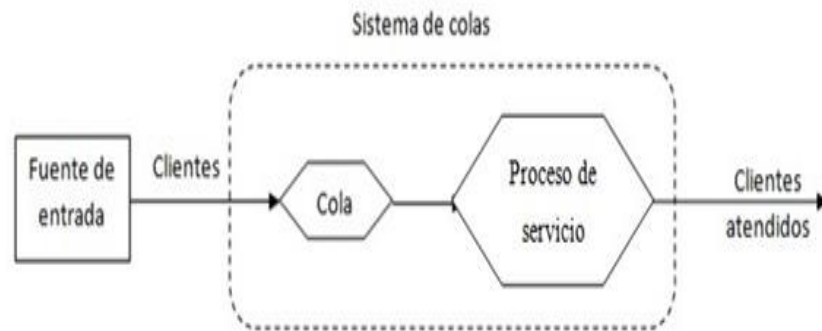 Sistema de colas
Fuente de
entrada
Clientes
Cola
Proceso de
servicio
Clientes
atendidos